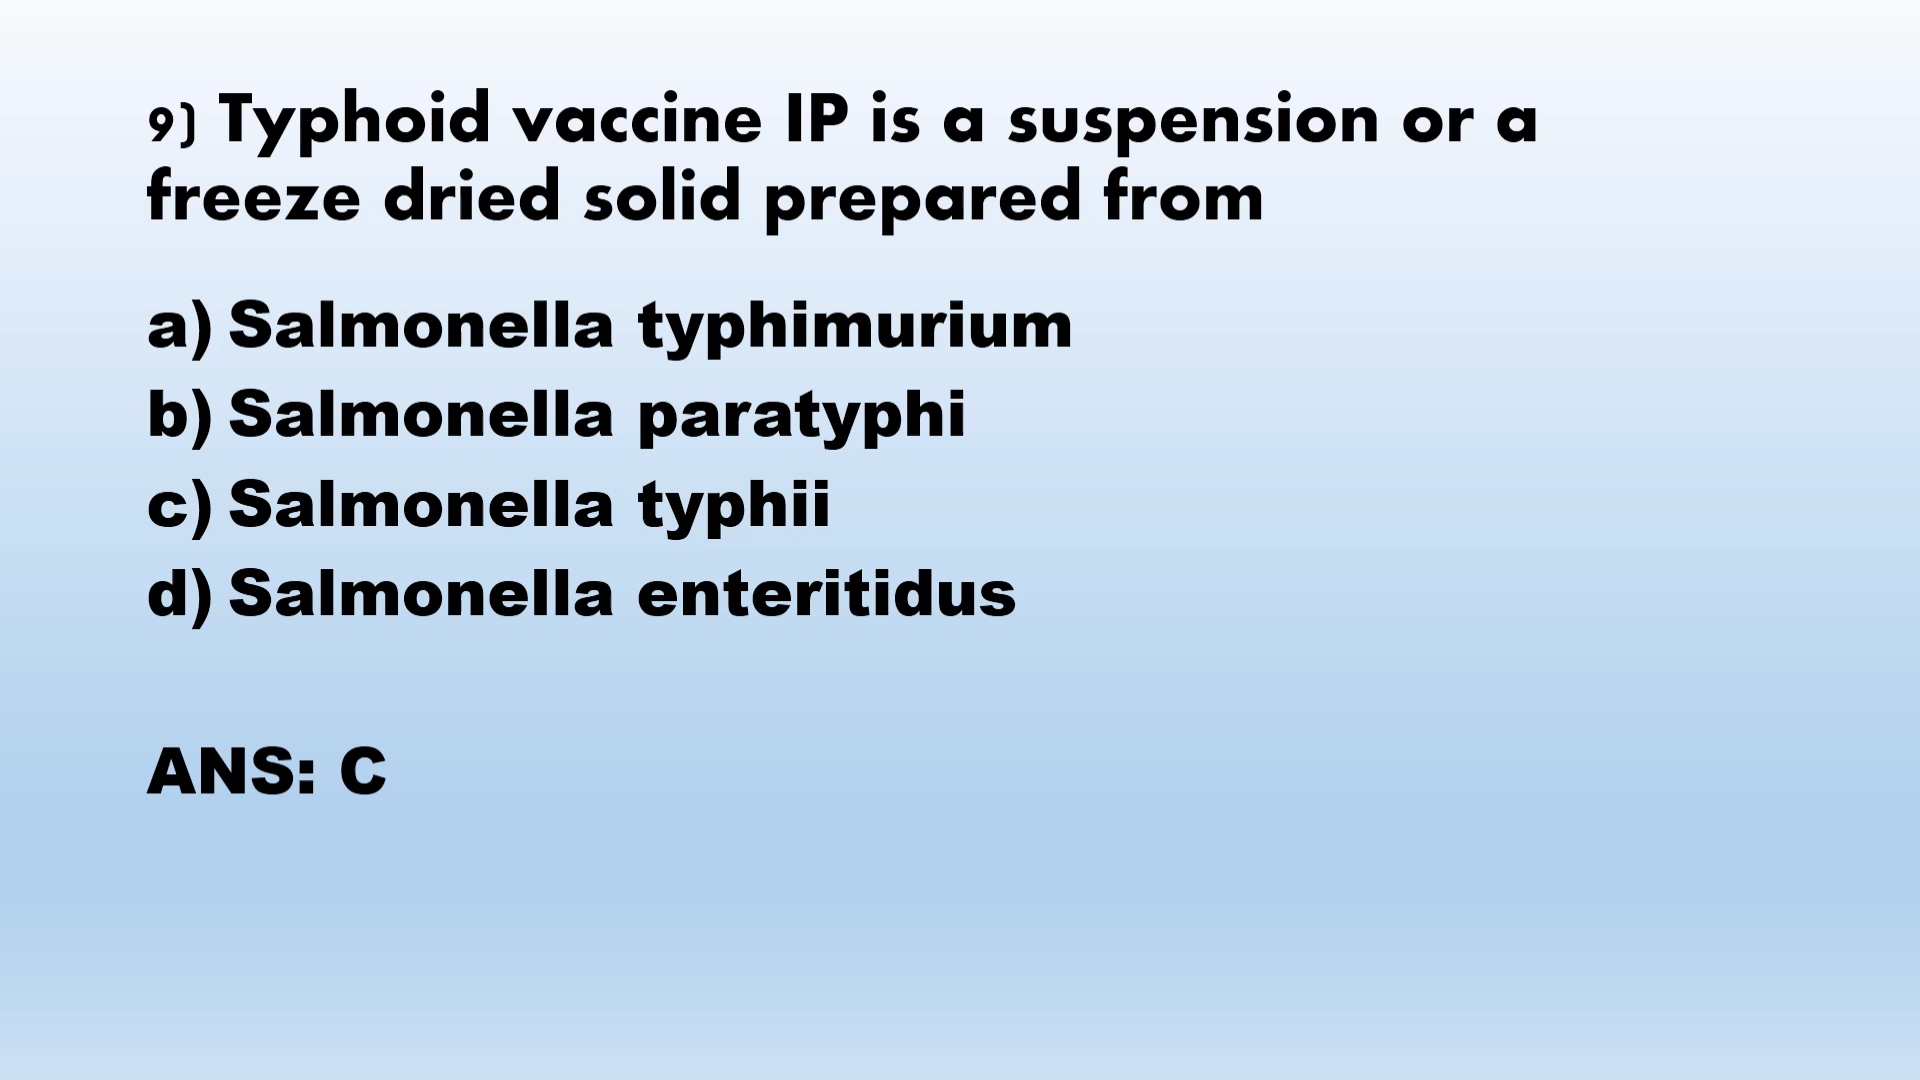 9) Typhoid vaccine IP is a suspension or a
freeze dried solid prepared from
a) Salmonella typhimurium
b) Salmonella paratyphi
c) Salmonella typhii
d) Salmonella enteritidus
ANS: C